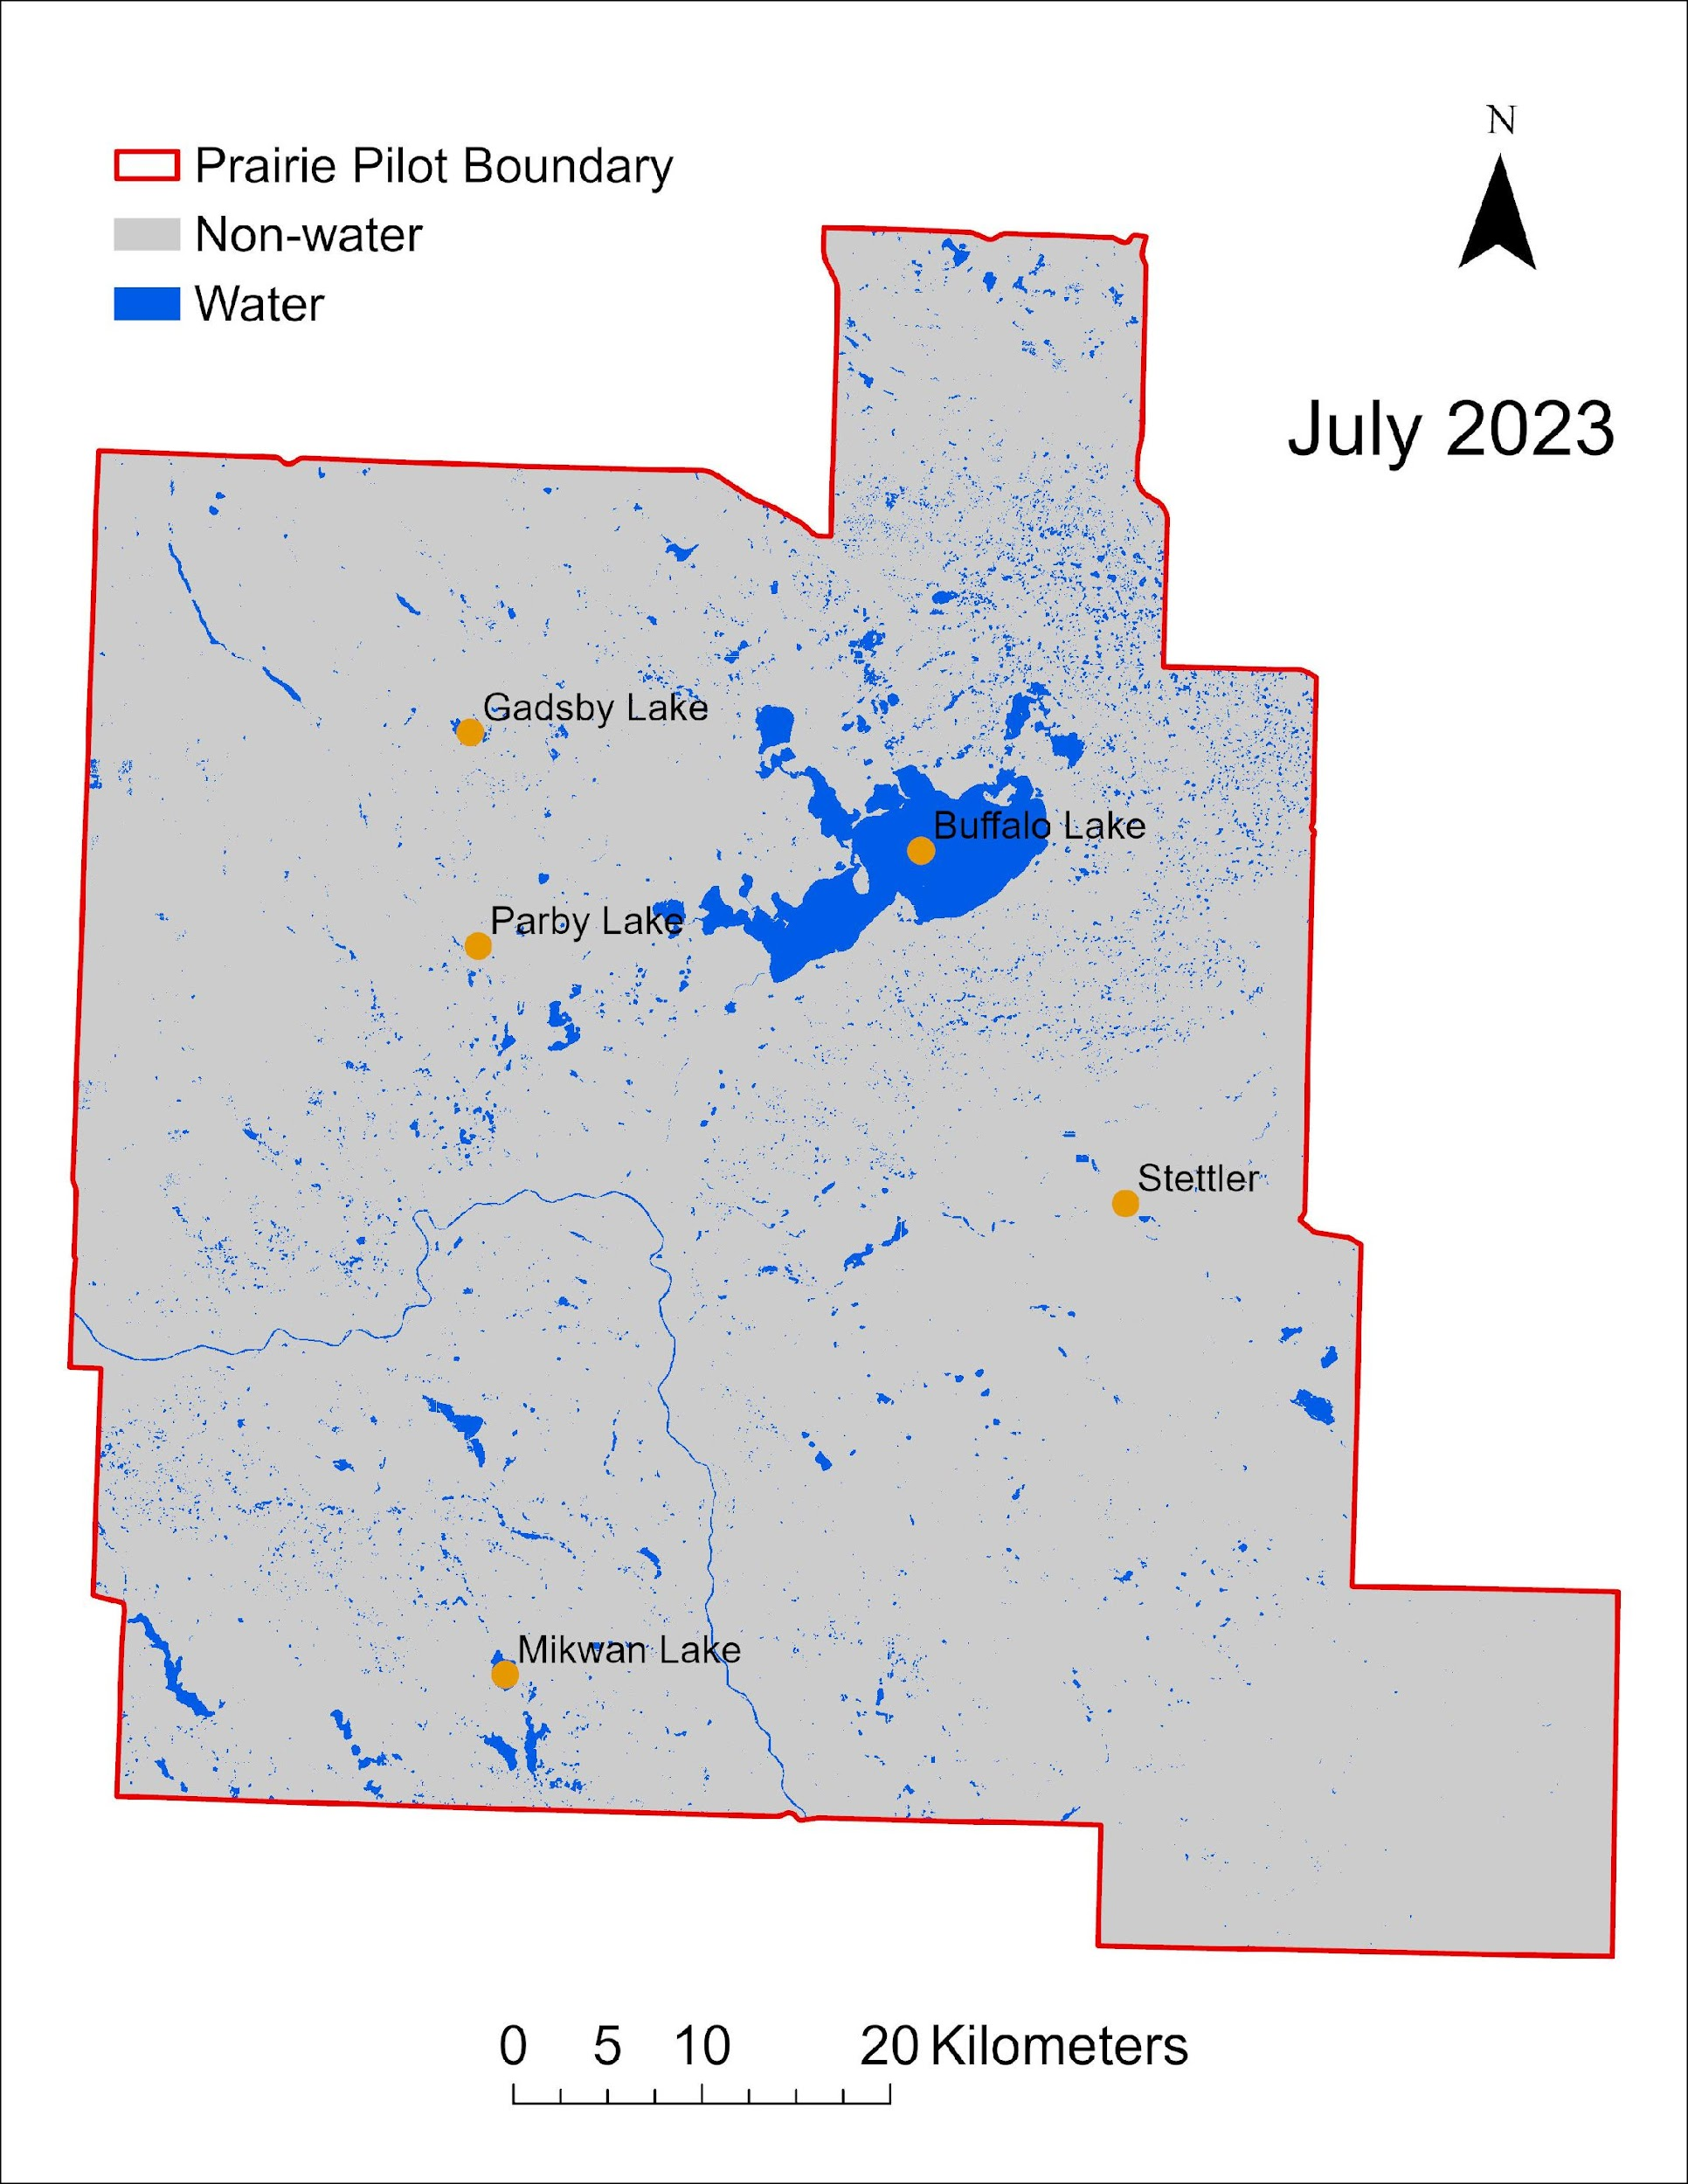 N
Prairie Pilot Boundary
Non-water
Water
July 2023
Gadsby Lake
Buffalo Lake
Parby Lake
Stettler
Mikwan Lake
0 5 10 20 Kilometers